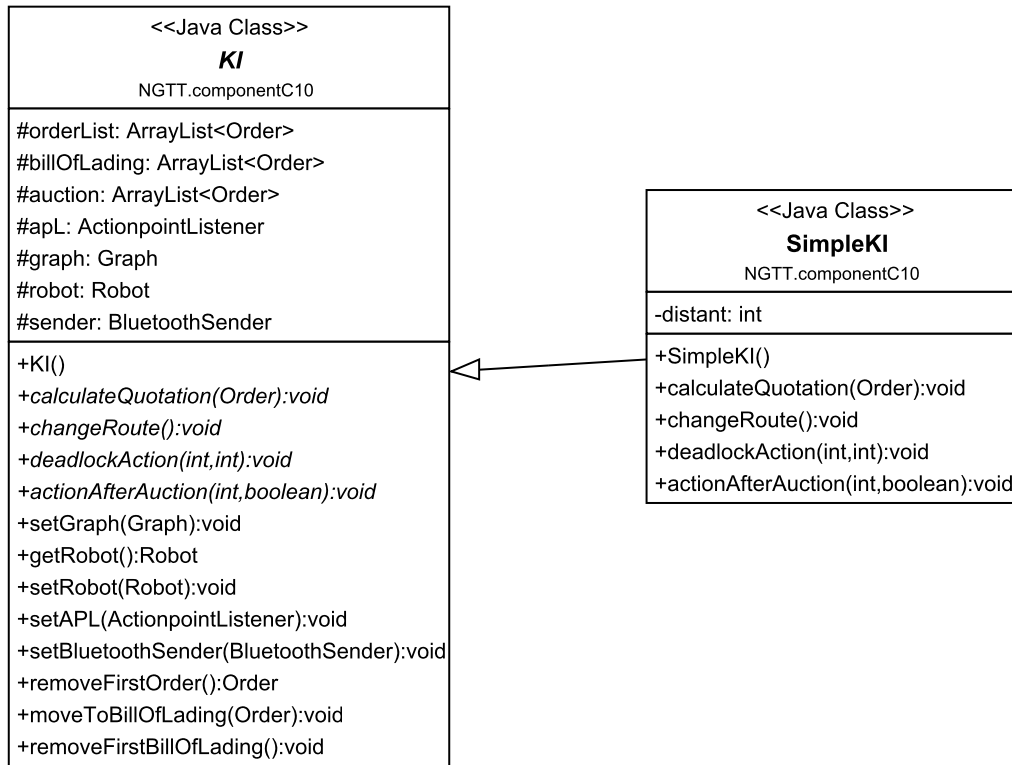 <<Java Class>>
KI
NGTT.componentC10
#orderList: ArrayList<Order>
#billOfLading: ArrayList<Order>
#auction: ArrayList<Order>
#apL: ActionpointListener
#graph: Graph
#robot: Robot
#sender: BluetoothSender
+KI()
+calculateQuotation(Order):void
+changeRoute():void
+deadlockAction(int,int):void
+actionAfterAuction(int,boolean):void
+setGraph(Graph):void
+getRobot():Robot
+setRobot(Robot):void
+setAPL(ActionpointListener):void
+setBluetoothSender(BluetoothSender):void
+removeFirstOrder():Order
+moveToBillOfLading(Order):void
+removeFirstBillOfLading():void
<<Java Class>>
SimpleKI
NGTT.componentC10
-distant: int
+SimpleKI()
+calculateQuotation(Order):void
+changeRoute():void
+deadlockAction(int,int):void
+actionAfterAuction(int,boolean):void